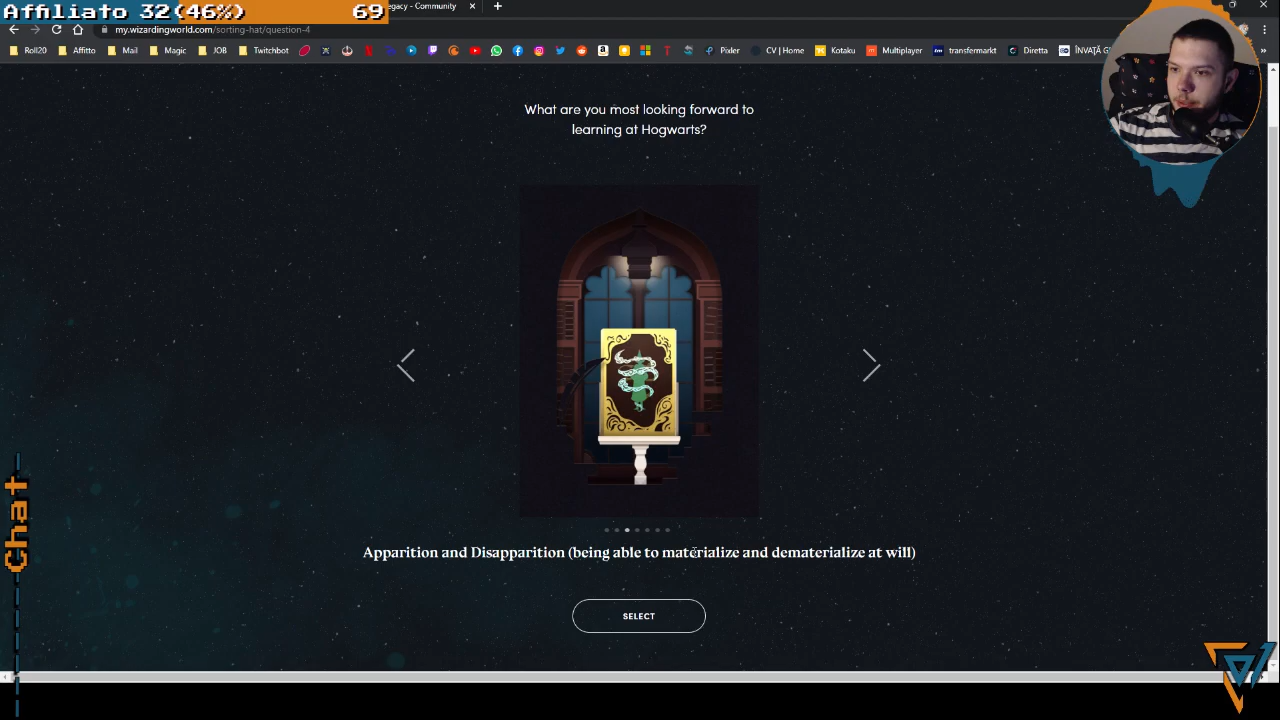 Affiliato 32(46%) 69
egacy - Community
my.wizardingworld.com/sorting-hat/question-4
Roll20 Affitto Mail Magic JOB Twitchbot Pixler CV | Home Kotaku Multiplayer transfermarkt Diretta ÎNVAȚĂ
What are you most looking forward to
learning at Hogwarts?
Apparition and Disapparition (being able to materialize and dematerialize at will)
SELECT
Chat